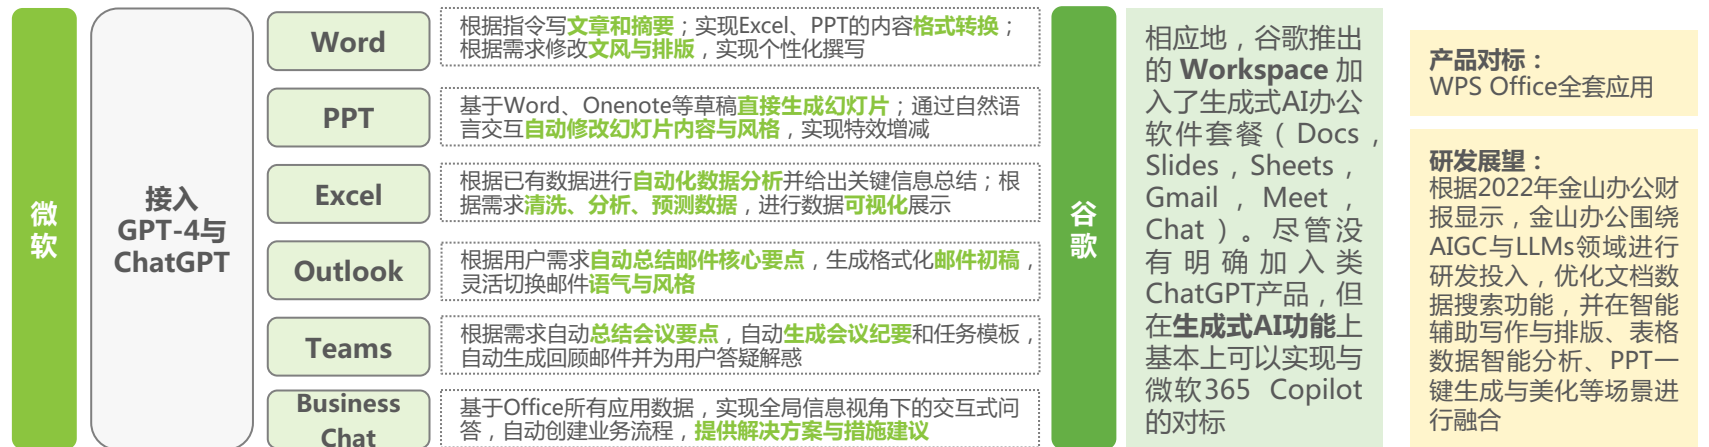 微
软
接入
GPT-4与
ChatGPT
Word
根据指令写文章和摘要；实现Excel、PPT的内容格式转换；
根据需求修改文风与排版，实现个性化撰写
PPT
基于Word、Onenote等草稿直接生成幻灯片；通过自然语
言交互自动修改幻灯片内容与风格，实现特效增减
Excel
根据已有数据进行自动化数据分析并给出关键信息总结；根
据需求清洗、分析、预测数据，进行数据可视化展示
Outlook
根据用户需求自动总结邮件核心要点，生成格式化邮件初稿，
灵活切换邮件语气与风格
Teams
根据需求自动总结会议要点，自动生成会议纪要和任务模板，
自动生成回顾邮件并为用户答疑解惑
Business
Chat
基于Office所有应用数据，实现全局信息视角下的交互式问
答，自动创建业务流程，提供解决方案与措施建议
谷
歌
相应地，谷歌推出
的 Workspace 加
入了生成式AI办公
软件套餐（Docs，
Slides，Sheets，
Gmail，Meet，
Chat）。尽管没
有明确加入类
ChatGPT产品，但
在生成式AI功能上
基本上可以实现与
微软365 Copilot
的对标
产品对标：
WPS Office全套应用
研发展望：
根据2022年金山办公财
报显示，金山办公围绕
AIGC与LLMs领域进行
研发投入，优化文档数
据搜索功能，并在智能
辅助写作与排版、表格
数据智能分析、PPT一
键生成与美化等场景进
行融合